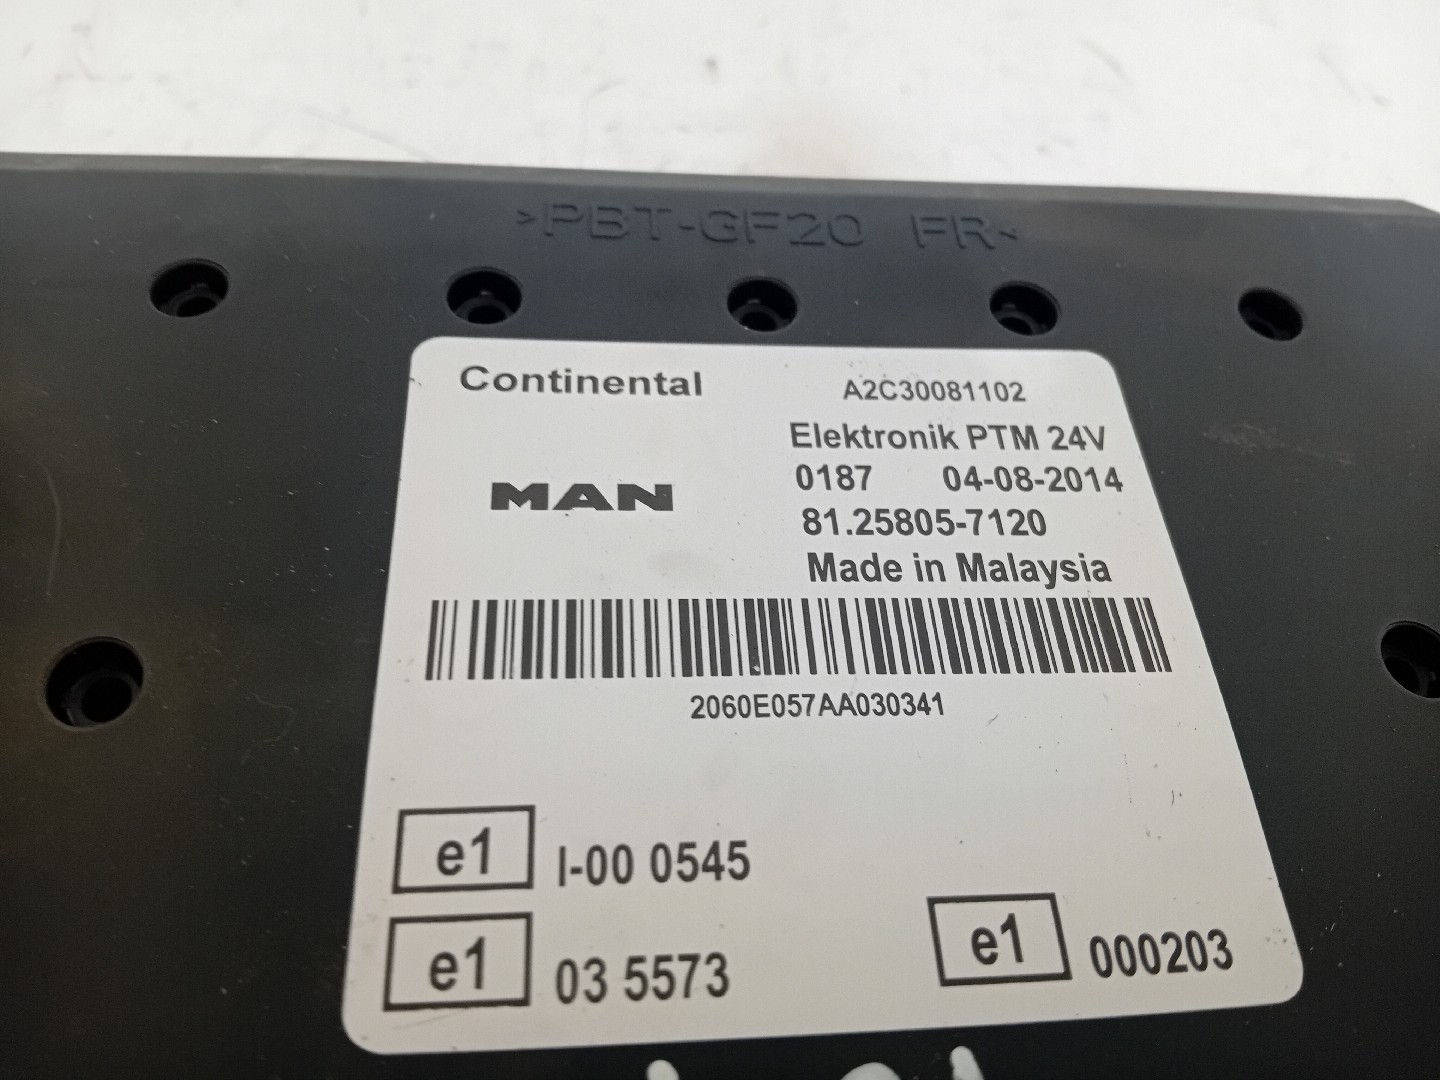 >PBT-GF20 FR<
Continental A2C30081102
Elektronik PTM 24V
MAN 0187 04-08-2014
81.25805-7120
Made in Malaysia
2060E057AA030341
e1 I-00 0545
e1 03 5573
e1 000203